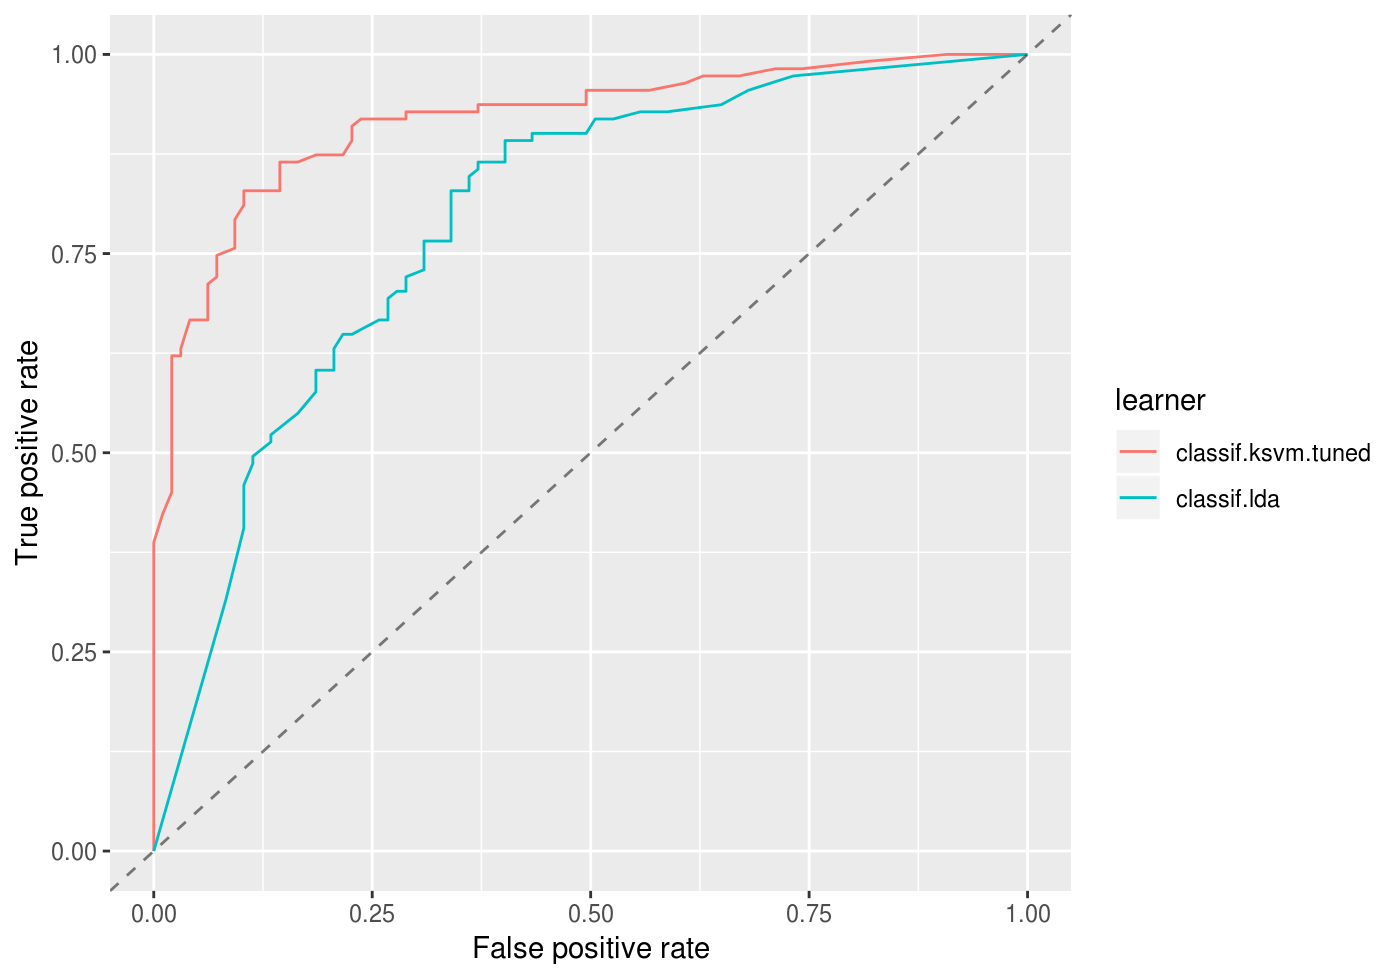 1.00
0.75
0.50
0.25
0.00
True positive rate
0.00 0.25 0.50 0.75 1.00
False positive rate
learner
classif.ksvm.tuned
classif.lda